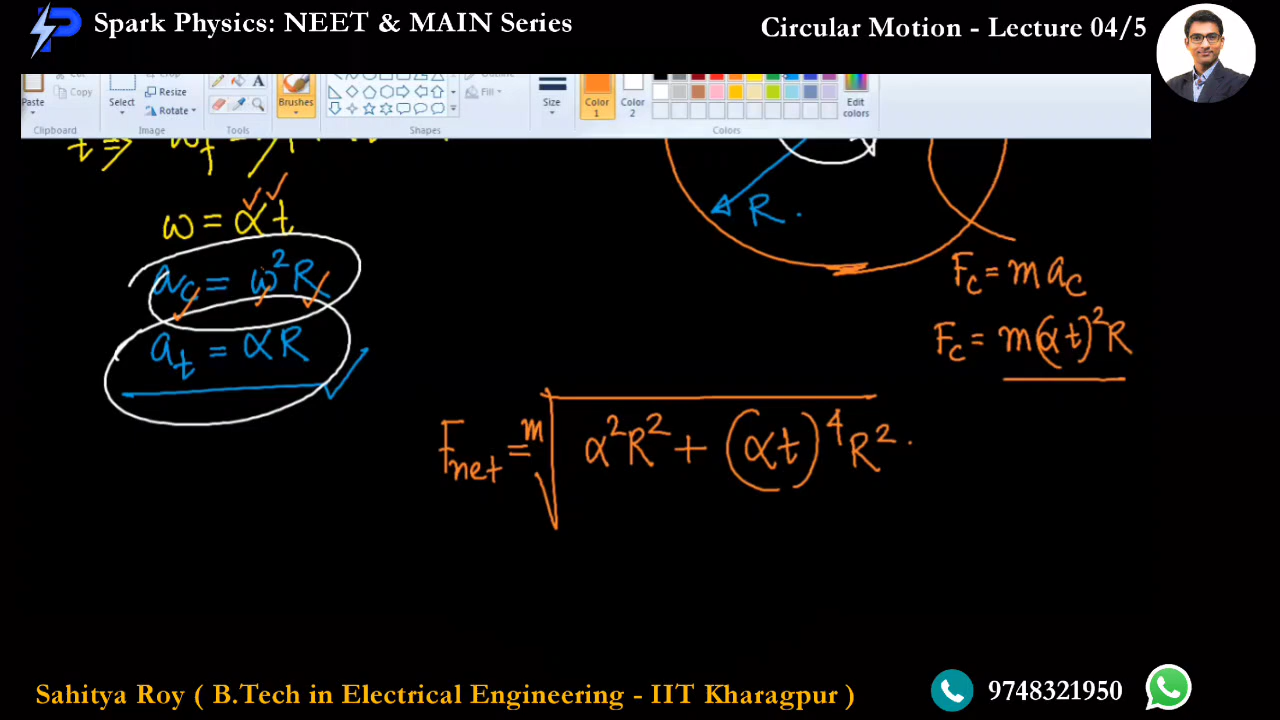 Spark Physics: NEET & MAIN Series
Circular Motion - Lecture 04/5
Paste
Copy
Select
Resize
Rotate
Brushes
Fill
Size
Color 1
Color 2
Edit colors
Clipboard
Image
Tools
Shapes
Colors
ω = αt
a_c = ω²R
a_t = αR
R.
F_c = m a_c
F_c = m(αt)²R
F_net = m√(α²R² + (αt)⁴R²).
Sahitya Roy ( B.Tech in Electrical Engineering - IIT Kharagpur )
9748321950